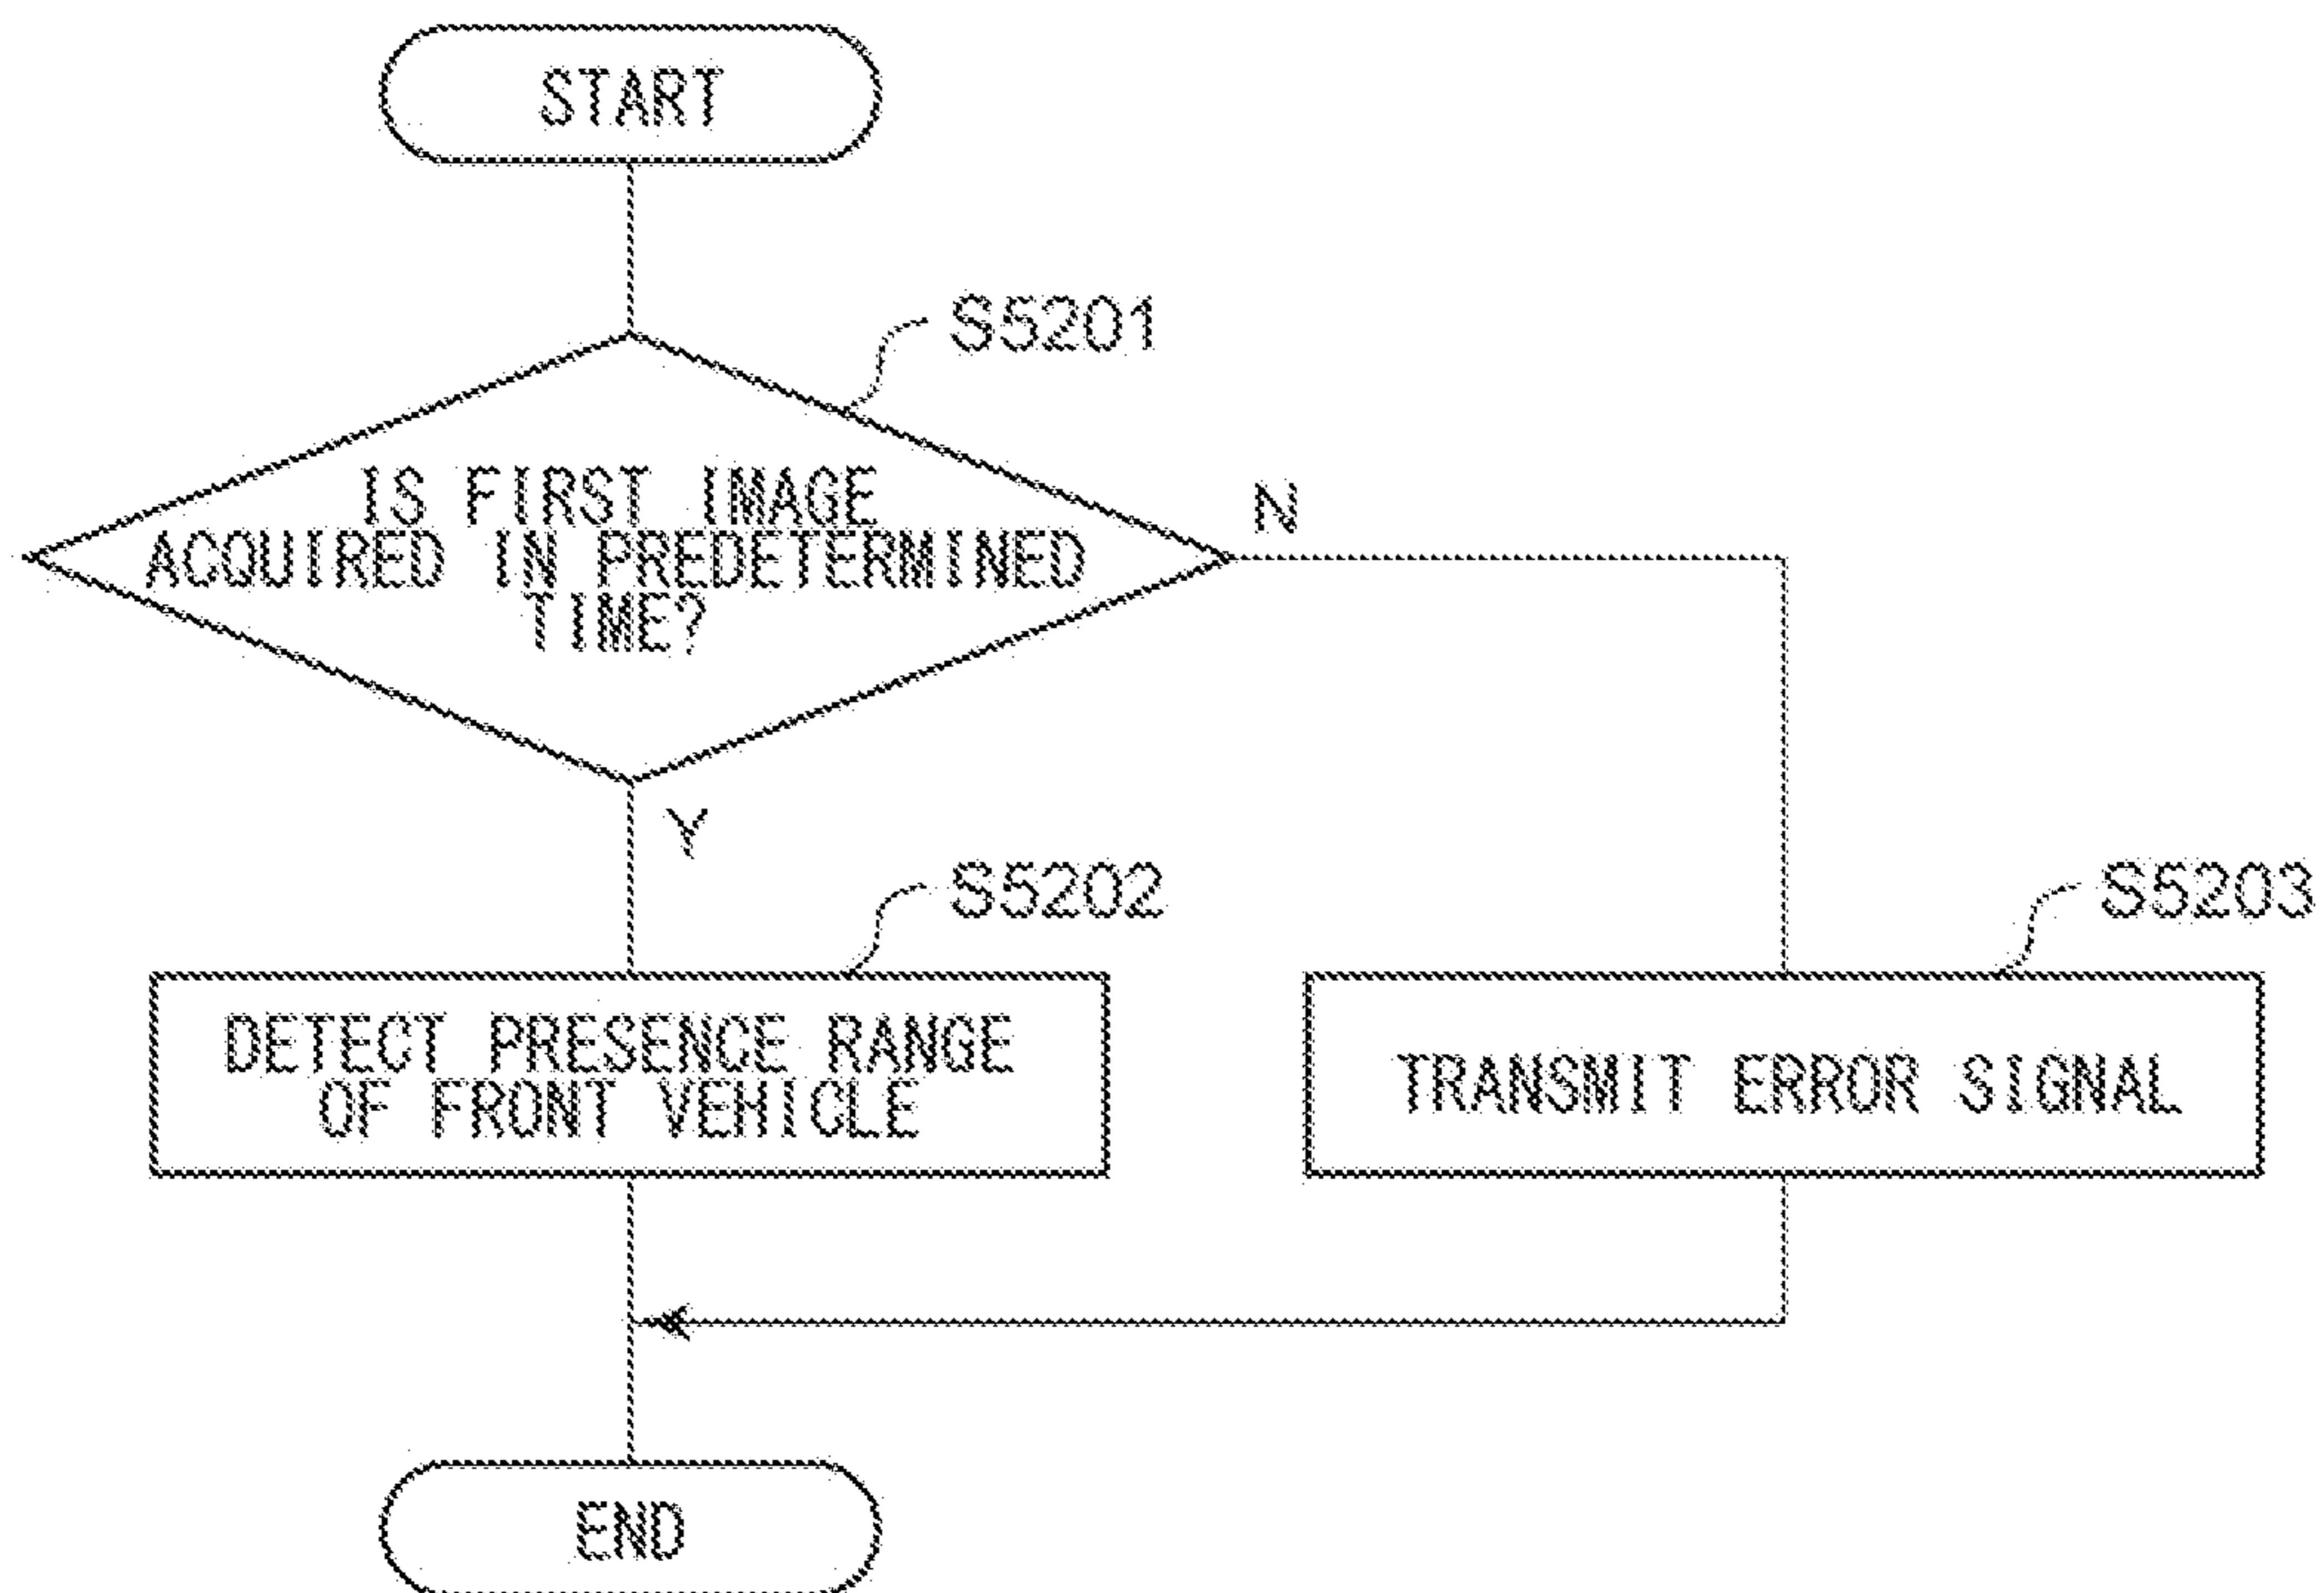 START
S5201
IS FIRST IMAGE
ACQUIRED IN PREDETERMINED
TIME?
N
Y
S5202
S5203
DETECT PRESENCE RANGE
OF FRONT VEHICLE
TRANSMIT ERROR SIGNAL
END